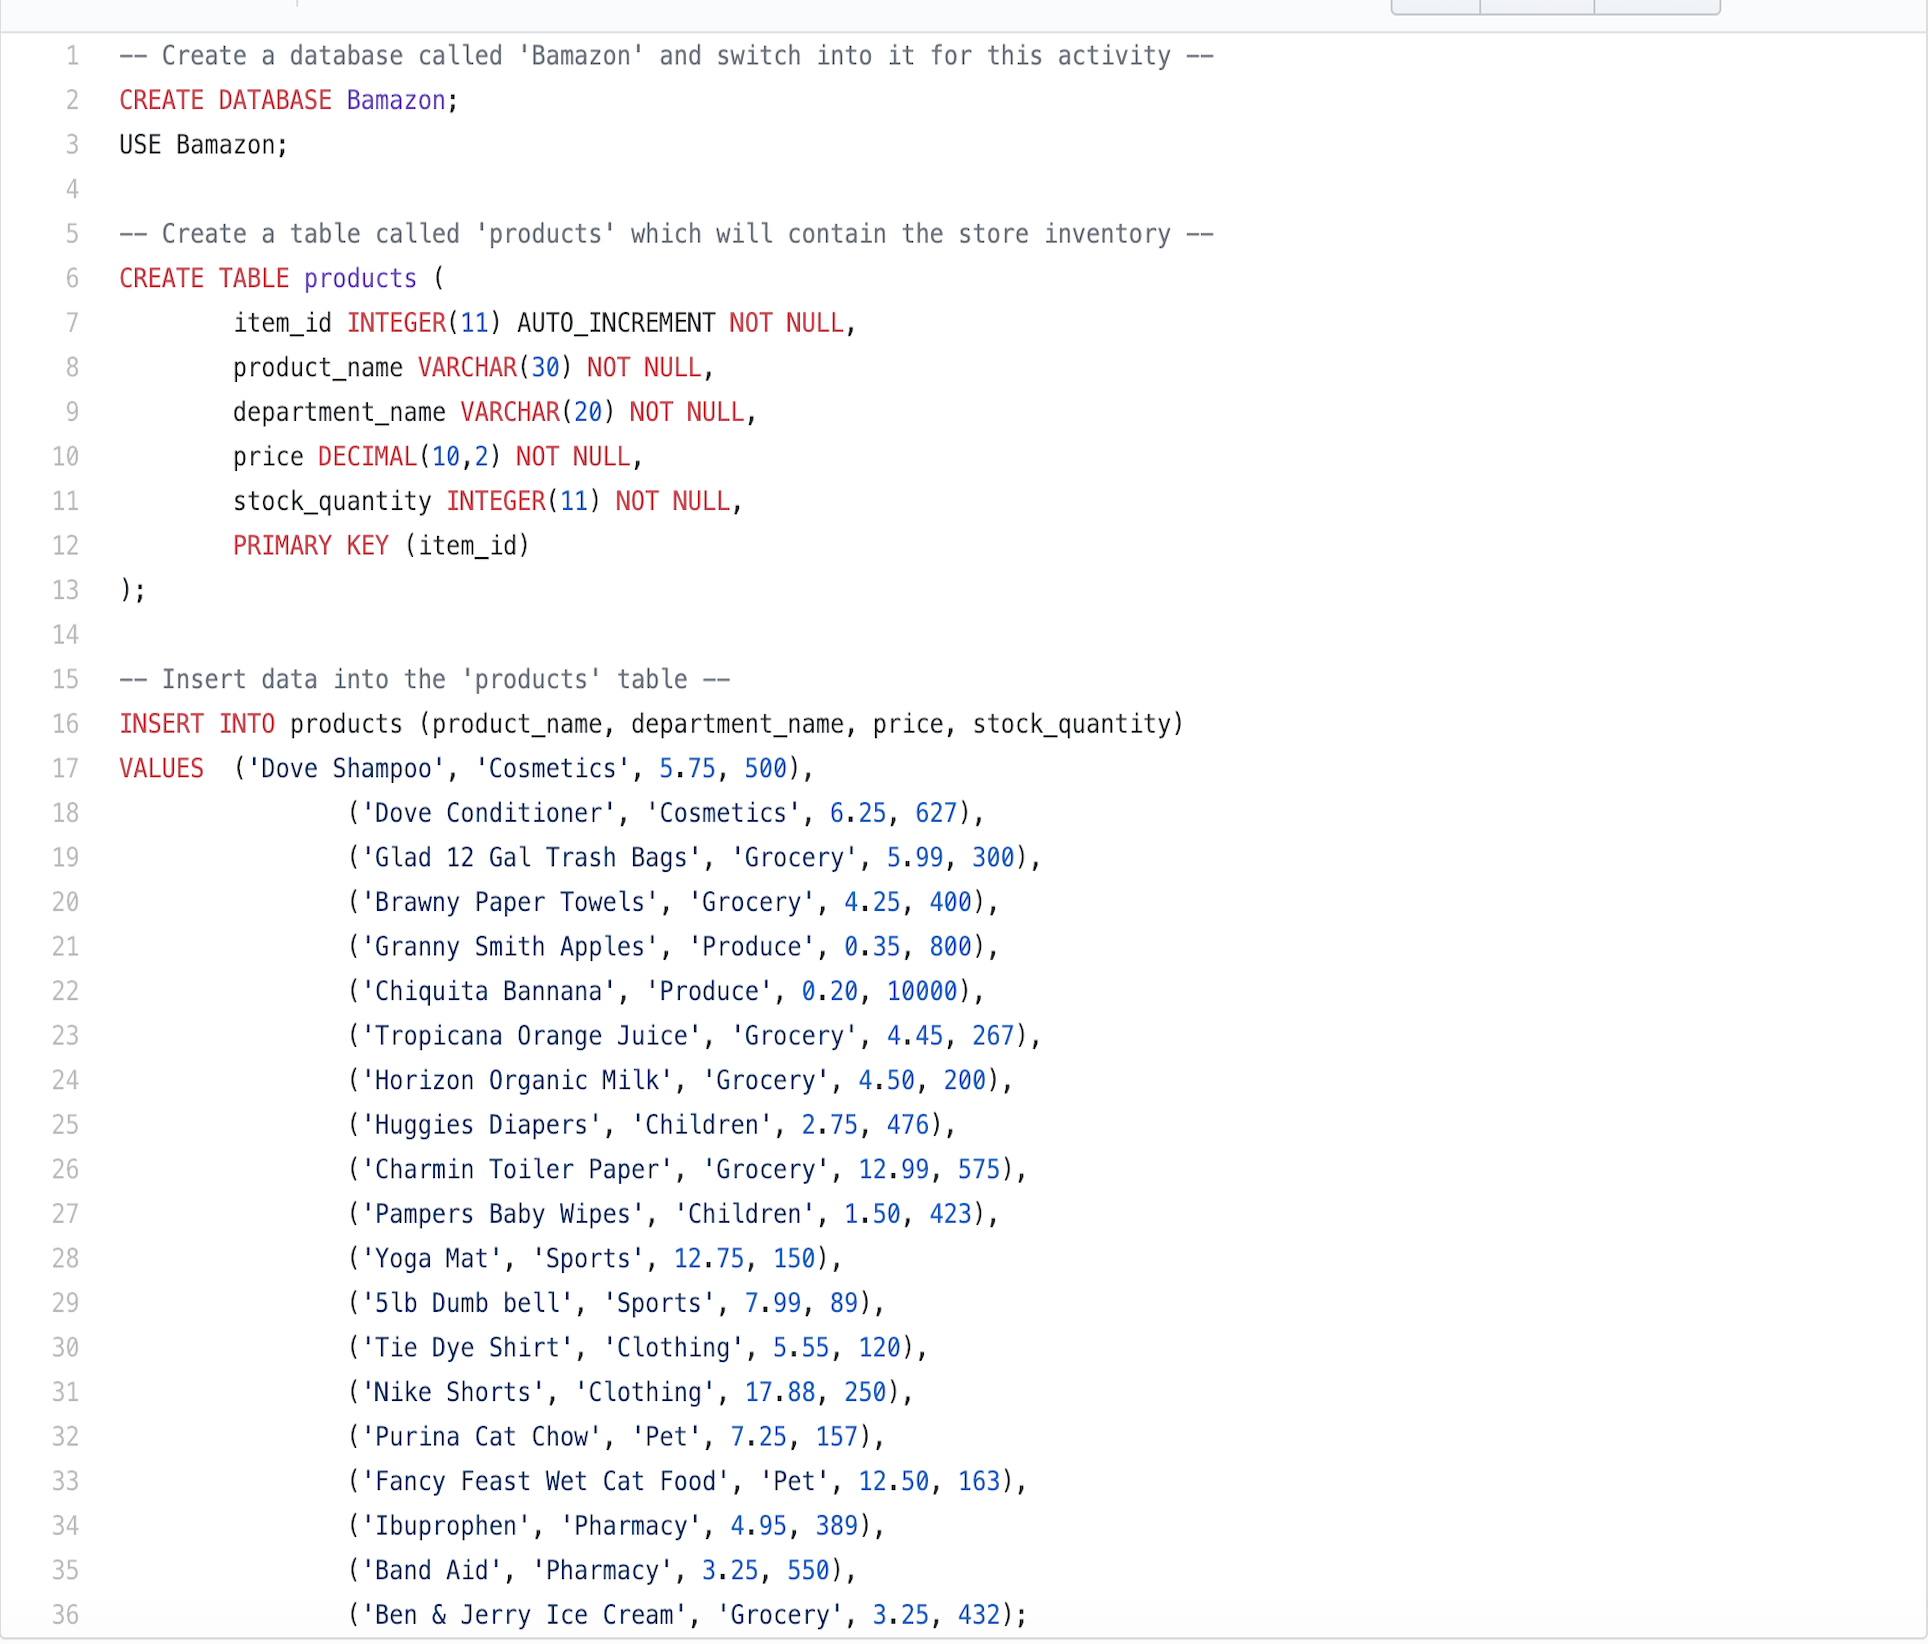 1 -- Create a database called 'Bamazon' and switch into it for this activity --
2 CREATE DATABASE Bamazon;
3 USE Bamazon;
4
5 -- Create a table called 'products' which will contain the store inventory --
6 CREATE TABLE products (
7 item_id INTEGER(11) AUTO_INCREMENT NOT NULL,
8 product_name VARCHAR(30) NOT NULL,
9 department_name VARCHAR(20) NOT NULL,
10 price DECIMAL(10,2) NOT NULL,
11 stock_quantity INTEGER(11) NOT NULL,
12 PRIMARY KEY (item_id)
13 );
14
15 -- Insert data into the 'products' table --
16 INSERT INTO products (product_name, department_name, price, stock_quantity)
17 VALUES ('Dove Shampoo', 'Cosmetics', 5.75, 500),
18 ('Dove Conditioner', 'Cosmetics', 6.25, 627),
19 ('Glad 12 Gal Trash Bags', 'Grocery', 5.99, 300),
20 ('Brawny Paper Towels', 'Grocery', 4.25, 400),
21 ('Granny Smith Apples', 'Produce', 0.35, 800),
22 ('Chiquita Bannana', 'Produce', 0.20, 10000),
23 ('Tropicana Orange Juice', 'Grocery', 4.45, 267),
24 ('Horizon Organic Milk', 'Grocery', 4.50, 200),
25 ('Huggies Diapers', 'Children', 2.75, 476),
26 ('Charmin Toiler Paper', 'Grocery', 12.99, 575),
27 ('Pampers Baby Wipes', 'Children', 1.50, 423),
28 ('Yoga Mat', 'Sports', 12.75, 150),
29 ('5lb Dumb bell', 'Sports', 7.99, 89),
30 ('Tie Dye Shirt', 'Clothing', 5.55, 120),
31 ('Nike Shorts', 'Clothing', 17.88, 250),
32 ('Purina Cat Chow', 'Pet', 7.25, 157),
33 ('Fancy Feast Wet Cat Food', 'Pet', 12.50, 163),
34 ('Ibuprophen', 'Pharmacy', 4.95, 389),
35 ('Band Aid', 'Pharmacy', 3.25, 550),
36 ('Ben & Jerry Ice Cream', 'Grocery', 3.25, 432);